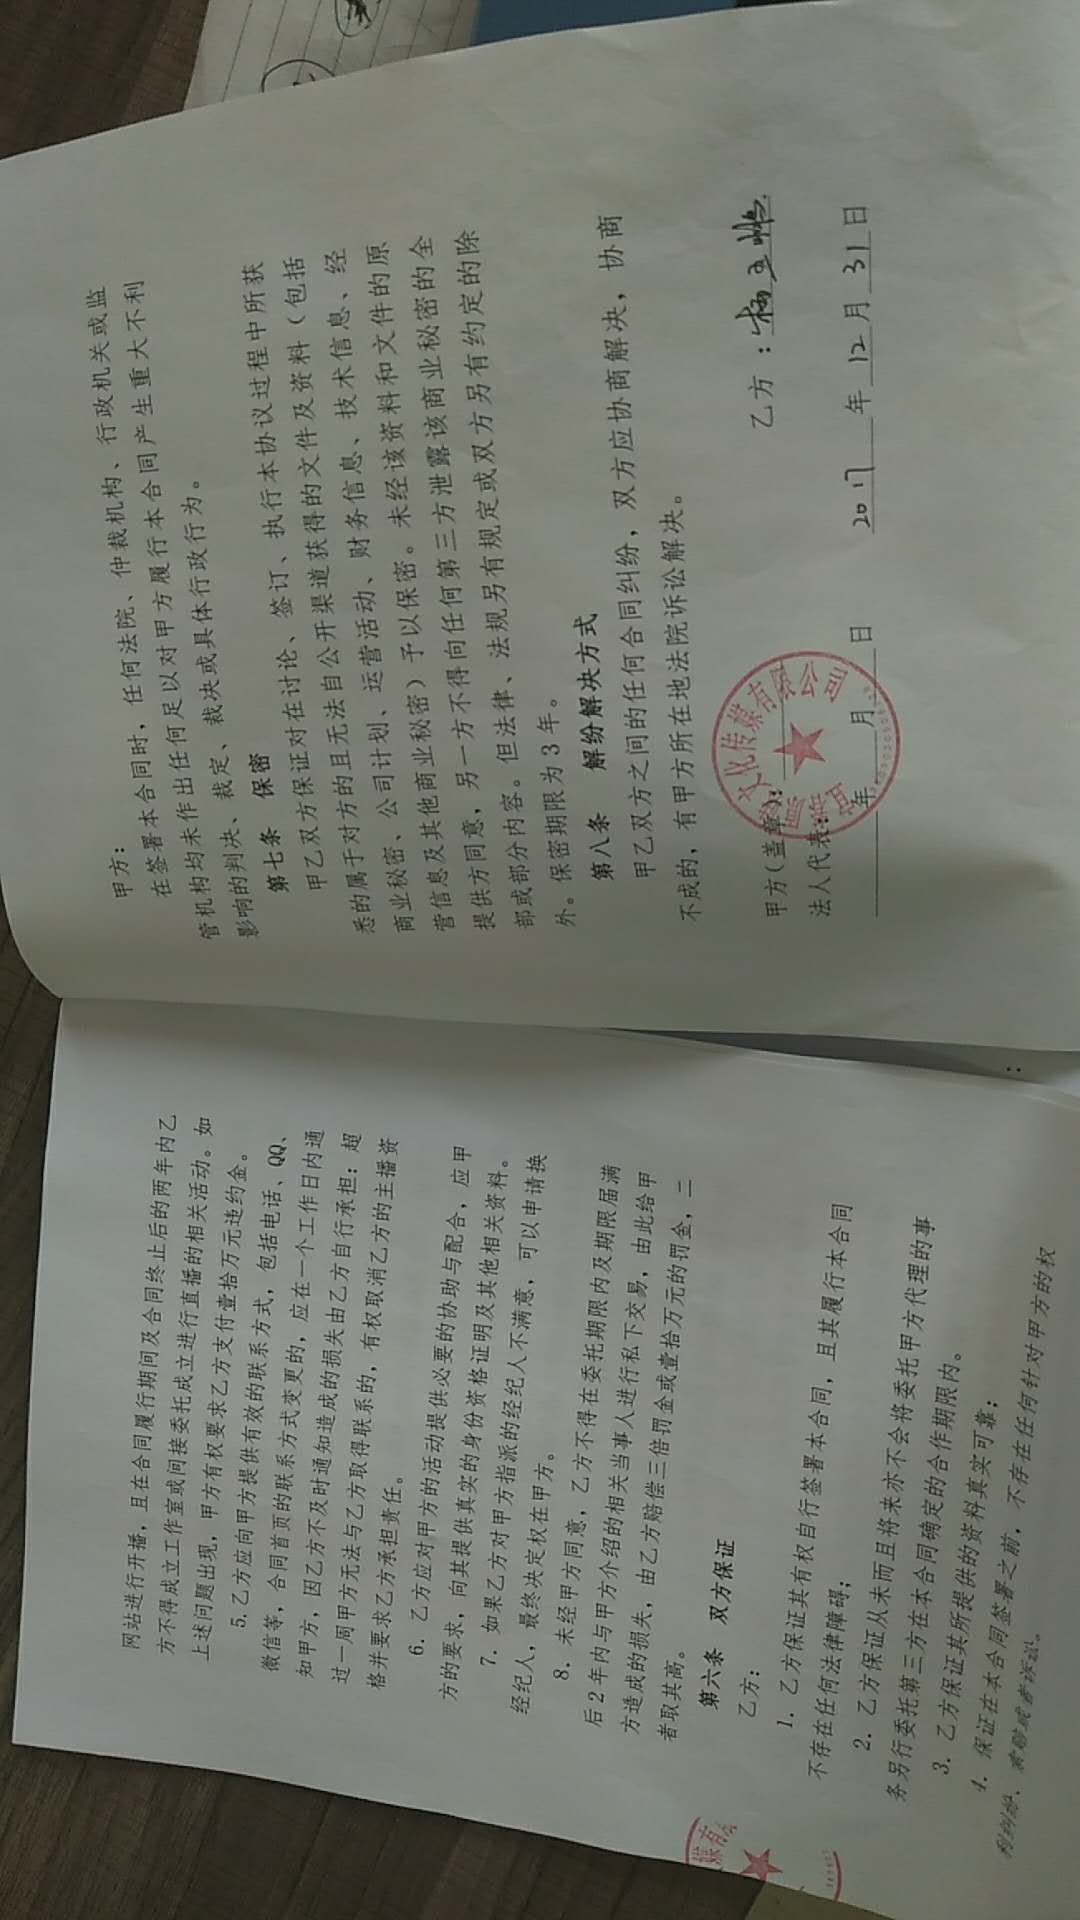 网站进行开播，且在合同履行期间及合同终止后的两年内乙
方不得成立工作室或间接委托成立进行直播的相关活动。如
上述问题出现，甲方有权要求乙方支付壹拾万元违约金。
5.乙方应向甲方提供有效的联系方式，包括电话、QQ、
微信等，合同首页的联系方式变更的，应在一个工作日内通
知甲方，因乙方不及时通知造成的损失由乙方自行承担；超
过一周甲方无法与乙方取得联系的，有权取消乙方的主播资
格并要求乙方承担责任。
6. 乙方应对甲方的活动提供必要的协助与配合，应甲
方的要求，向其提供真实的身份资格证明及其他相关资料。
7. 如果乙方对甲方指派的经纪人不满意，可以申请换
经纪人，最终决定权在甲方。
8. 未经甲方同意，乙方不得在委托期限内及期限届满
后2年内与甲方介绍的相关当事人进行私下交易，由此给甲
方造成的损失，由乙方赔偿三倍罚金或壹拾万元的罚金，二
者取其高。
第六条 双方保证
乙方：
1. 乙方保证其有权自行签署本合同，且其履行本合同
不存在任何法律障碍；
2. 乙方保证从未而且将来亦不会将委托甲方代理的事
务另行委托第三方在本合同确定的合作期限内。
3. 乙方保证其所提供的资料真实可靠；
4. 保证在本合同签署之前，不存在任何针对甲方的权
利纠纷、索赔或者诉讼。
媒有
甲方：
在签署本合同时，任何法院、仲裁机构、行政机关或监
管机构均未作出任何足以对甲方履行本合同产生重大不利
影响的判决、裁定、裁决或具体行政行为。
第七条 保密
甲乙双方保证对在讨论、签订、执行本协议过程中所获
悉的属于对方的且无法自公开渠道获得的文件及资料（包括
商业秘密、公司计划、运营活动、财务信息、技术信息、经
营信息及其他商业秘密）予以保密。未经该资料和文件的原
提供方同意，另一方不得向任何第三方泄露该商业秘密的全
部或部分内容。但法律、法规另有规定或双方另有约定的除
外。保密期限为3年。
第八条 解纷解决方式
甲乙双方之间的任何合同纠纷，双方应协商解决，协商
不成的，有甲方所在地法院诉讼解决。
甲方（盖章）： 乙方：
法人代表：
年 月 日 2017 年 12 月 31 日
文化传媒有限公司